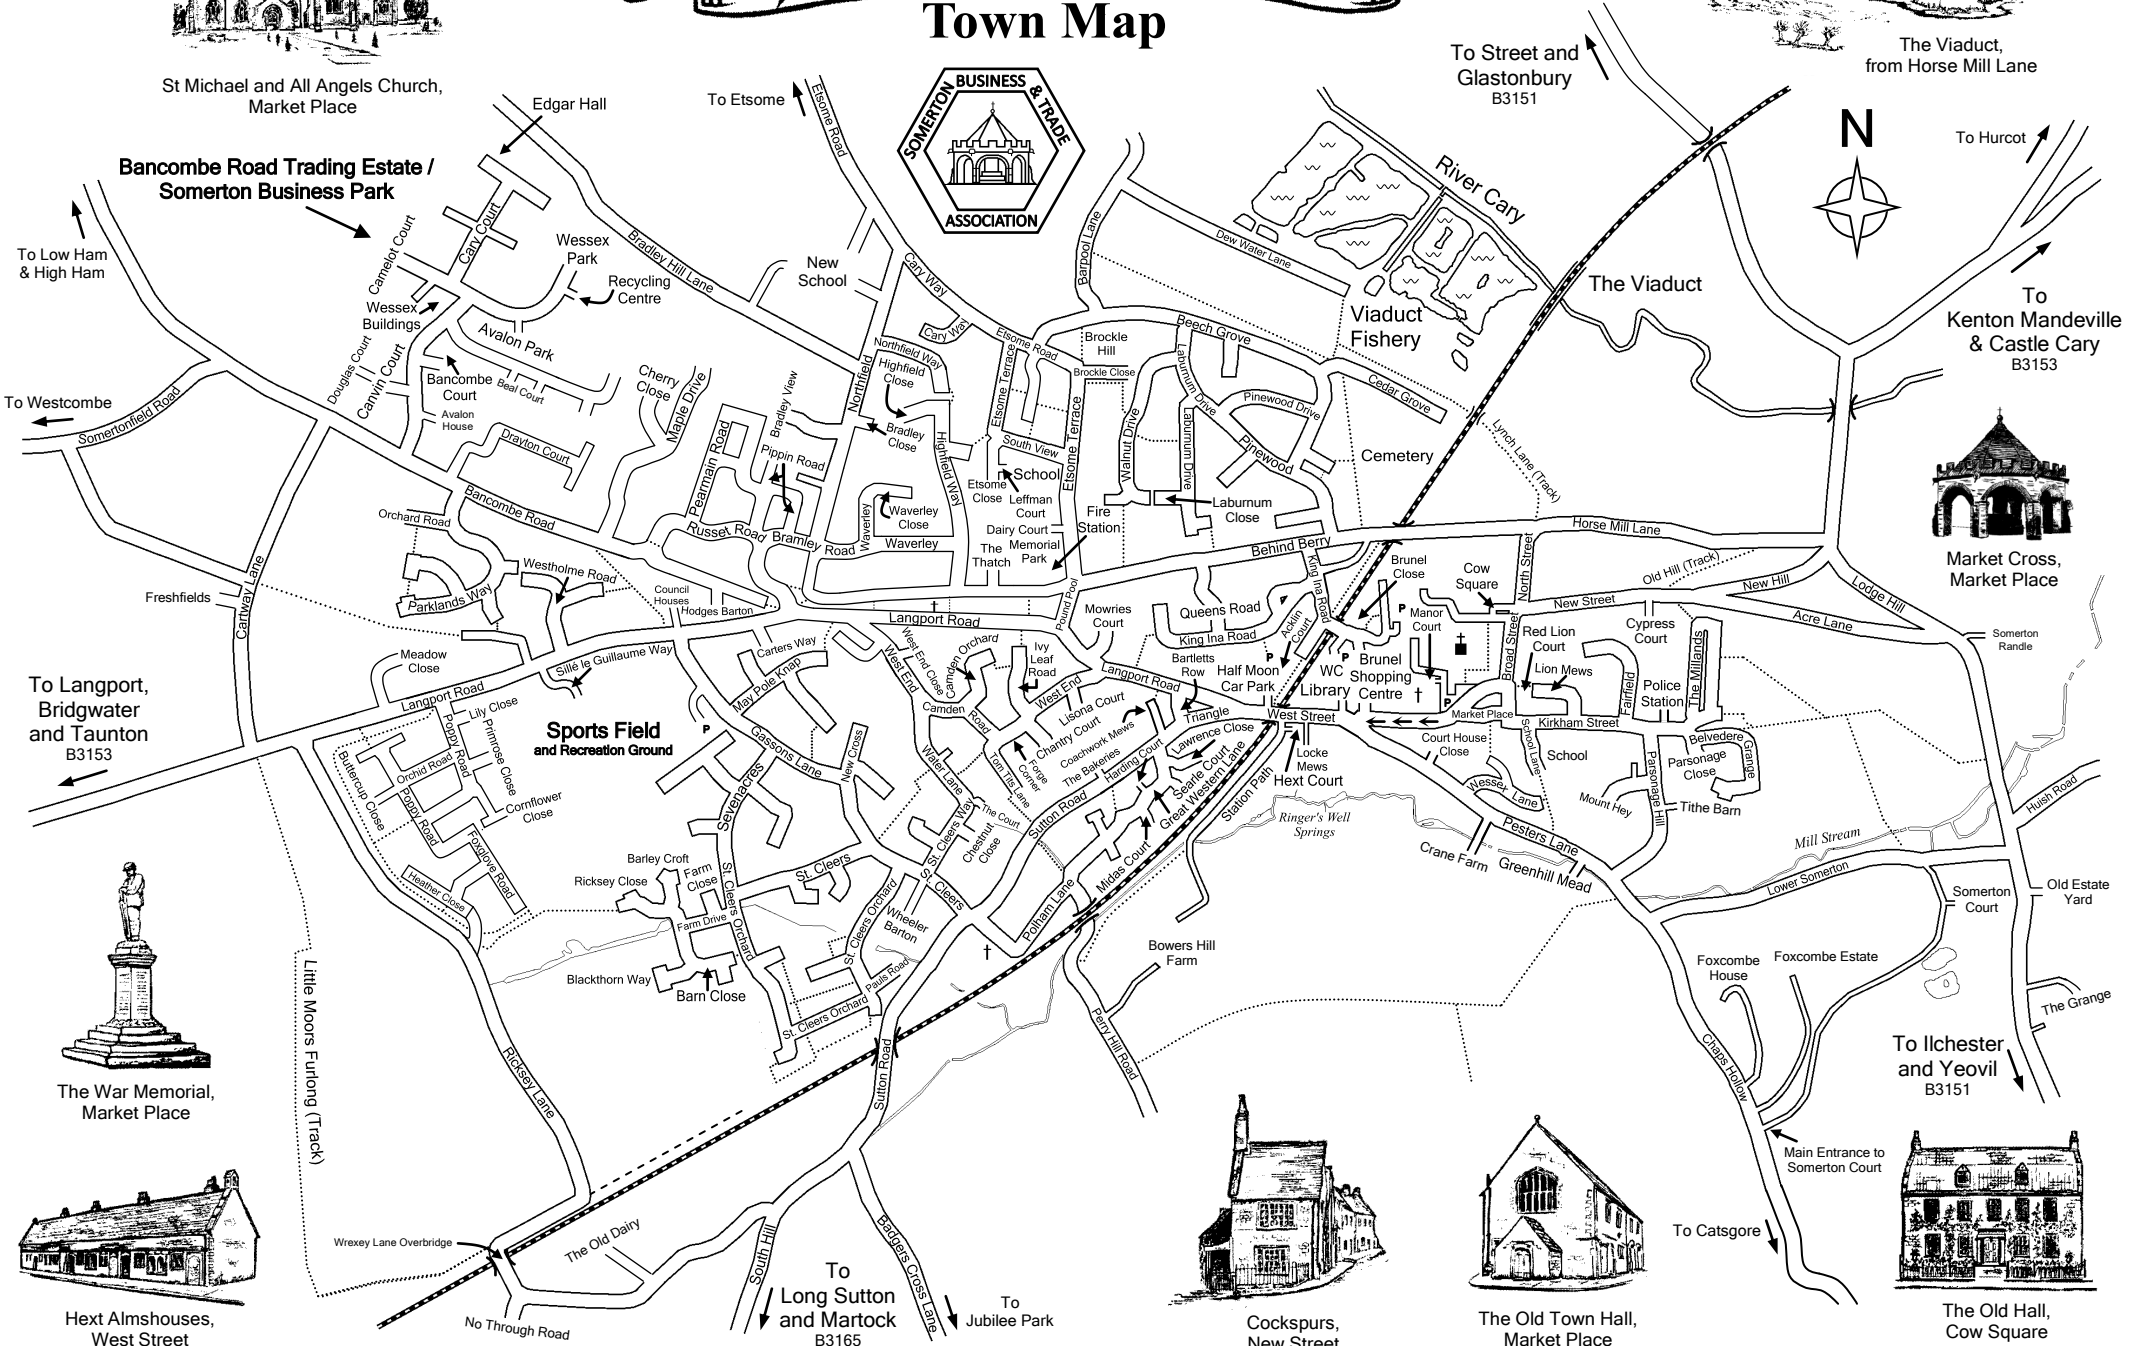 Town Map
SOMERTON BUSINESS & TRADE
ASSOCIATION
St Michael and All Angels Church,
Market Place
The Viaduct,
from Horse Mill Lane
To Street and
Glastonbury
B3151
N
To Hurcot
To Etsome
Etsome Road
Edgar Hall
Bancombe Road Trading Estate /
Somerton Business Park
To Low Ham
& High Ham
Camelot Court
Cary Court
Wessex
Park
Recycling
Centre
Wessex
Buildings
Avalon Park
Bradley Hill Lane
New
School
Cary Way
Cary Way
Barpool Lane
Dew Water Lane
River Cary
Viaduct
Fishery
The Viaduct
To
Kenton Mandeville
& Castle Cary
B3153
To Westcombe
Somertonfield Road
Douglas Court
Canvin Court
Bancombe
Court
Beal Court
Avalon
House
Drayton Court
Cherry
Close
Maple Drive
Bradley View
Pippin Road
Pearmain Road
Northfield
Northfield Way
Highfield
Close
Bradley
Close
Highfield Way
Etsome Road
Etsome Terrace
Brockle
Hill
Brockle Close
Beech Grove
Laburnum Drive
Pinewood Drive
Cedar Grove
Walnut Drive
Laburnum Drive
Pinewood
Cemetery
Lynch Lane (Track)
South View
School
Etsome Terrace
Etsome
Close
Leffman
Court
Laburnum
Close
Fire
Station
Dairy Court
The
Thatch
Memorial
Park
Bancombe Road
Orchard Road
Russet Road
Bramley Road
Waverley
Waverley
Close
Waverley
Behind Berry
Horse Mill Lane
Market Cross,
Market Place
Freshfields
Cartway Lane
Parklands Way
Westholme Road
Council
Houses
Hodges Barton
Langport Road
Pond Pool
Mowries
Court
Queens Road
King Ina Road
King Ina Road
Acklin
Court
P
Brunel
Close
Cow
Square
North Street
Old Hill (Track)
New Hill
New Street
Lodge Hill
Acre Lane
Somerton
Randle
P
Manor
Court
Broad Street
Red Lion
Court
Lion Mews
Cypress
Court
The Millands
Fairfield
Police
Station
Meadow
Close
Sillé le Guillaume Way
Carters Way
May Pole Knap
West End
West End Close
Camden Orchard
Ivy
Leaf
Road
Camden
Road
West End
Lisona Court
Chantry Court
Coachwork Mews
The Bakeries
Harding Court
Bartletts
Row
Langport Road
Triangle
Lawrence Close
P
Half Moon
Car Park
WC
P
Library
Brunel
Shopping
Centre
P
West Street
Market Place
Kirkham Street
Court House
Close
School Lane
School
Belvedere
Grange
Parsonage
Close
Parsonage Hill
Tithe Barn
Mount Hey
To Langport,
Bridgwater
and Taunton
B3153
Langport Road
Lily Close
Poppy Road
Primrose Close
Orchid Road
Buttercup Close
Poppy Road
Cornflower
Close
Foxglove Road
Heather Close
Sports Field
and Recreation Ground
P
Gassons Lane
New Cross
Water Lane
Tom Tits Lane
Forge
Corner
Sevenacres
St. Cleers Way
The Court
Chestnut
Close
Sutton Road
Searle Court
Great Western Lane
Station Path
Locke
Mews
Hext Court
Ringer's Well
Springs
Wessex Lane
Pesters Lane
Crane Farm
Greenhill Mead
Mill Stream
Lower Somerton
Huish Road
Old Estate
Yard
Somerton
Court
Barley Croft
Farm
Close
Ricksey Close
St. Cleers
St. Cleers
St. Cleers Orchard
St. Cleers Orchard
Farm Drive
Wheeler
Barton
Polham Lane
Midas Court
Bowers Hill
Farm
Blackthorn Way
Barn Close
Pauls Road
St. Cleers Orchard
Foxcombe
House
Foxcombe Estate
The Grange
Little Moors Furlong (Track)
Ricksey Lane
Sutton Road
Perry Hill Road
Chaps Hollow
To Ilchester
and Yeovil
B3151
The War Memorial,
Market Place
Main Entrance to
Somerton Court
Wrexey Lane Overbridge
The Old Dairy
No Through Road
South Hill
Badgers Cross Lane
To
Long Sutton
and Martock
B3165
To
Jubilee Park
To Catsgore
Hext Almshouses,
West Street
Cockspurs,
New Street
The Old Town Hall,
Market Place
The Old Hall,
Cow Square